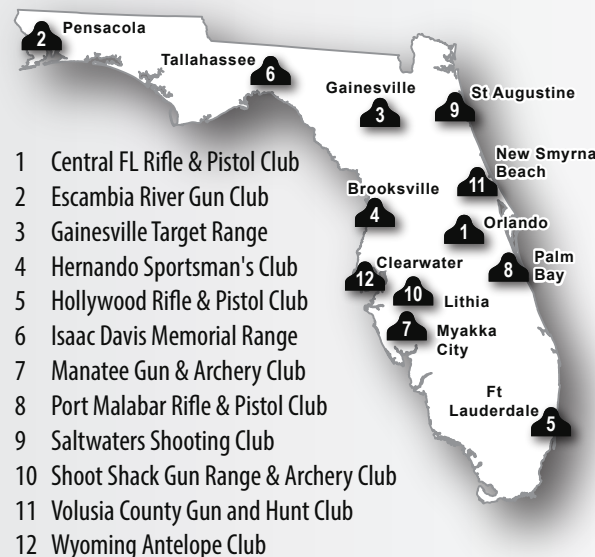 Pensacola
2
Tallahassee
6
Gainesville
3
St Augustine
9
New Smyrna
Beach
11
Brooksville
4
Orlando
1
Clearwater
12
Palm
Bay
8
10
Lithia
7
Myakka
City
Ft
Lauderdale
5
1 Central FL Rifle & Pistol Club
2 Escambia River Gun Club
3 Gainesville Target Range
4 Hernando Sportsman's Club
5 Hollywood Rifle & Pistol Club
6 Isaac Davis Memorial Range
7 Manatee Gun & Archery Club
8 Port Malabar Rifle & Pistol Club
9 Saltwaters Shooting Club
10 Shoot Shack Gun Range & Archery Club
11 Volusia County Gun and Hunt Club
12 Wyoming Antelope Club